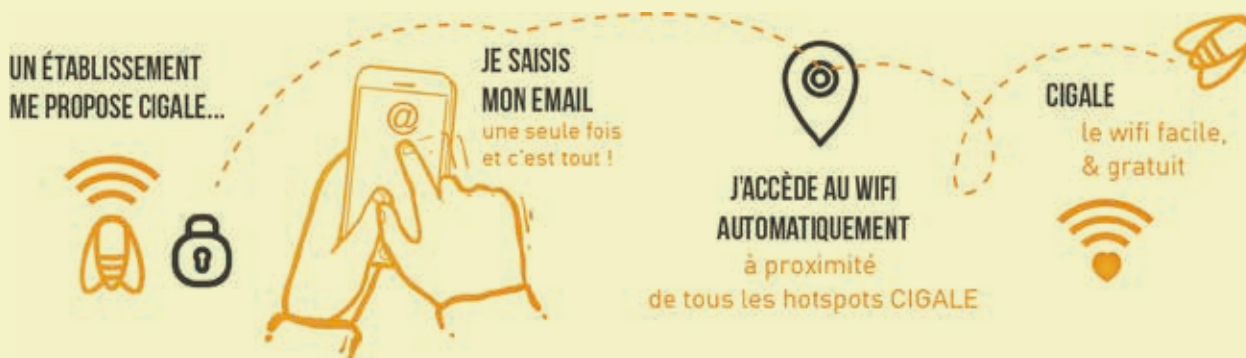 UN ÉTABLISSEMENT
ME PROPOSE CIGALE...
@
JE SAISIS
MON EMAIL
une seule fois
et c'est tout !
J'ACCÈDE AU WIFI
AUTOMATIQUEMENT
à proximité
de tous les hotspots CIGALE
CIGALE
le wifi facile,
& gratuit